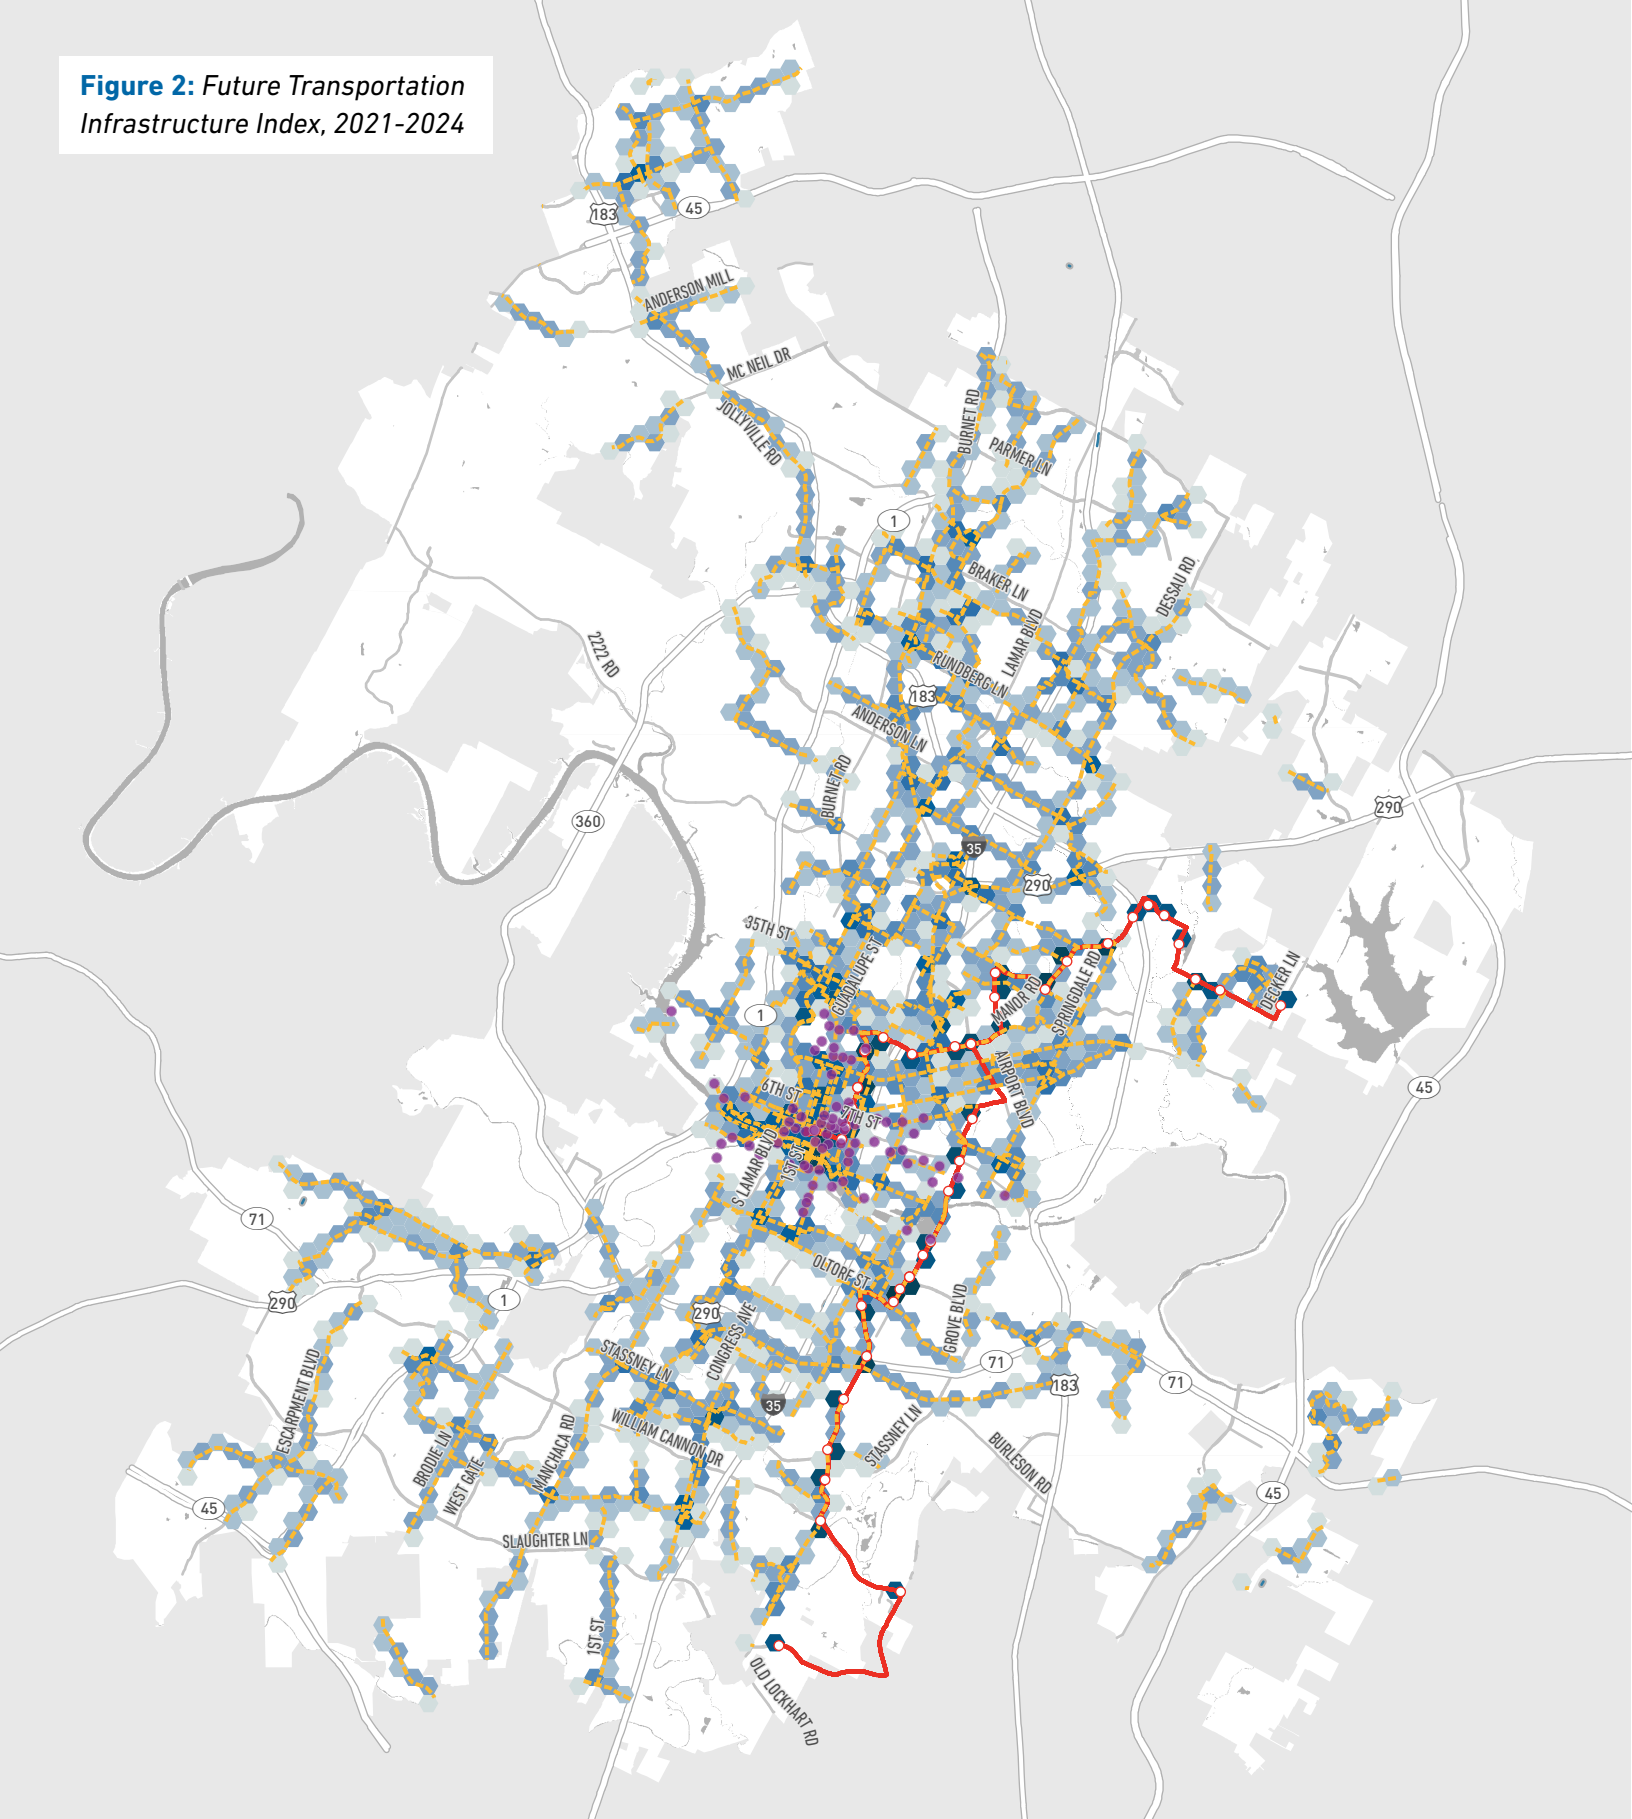 Figure 2: Future Transportation
Infrastructure Index, 2021-2024
183
45
ANDERSON MILL
MC NEIL DR
JOLLYVILLE RD
BURNET RD
PARMER LN
1
BRAKER LN
DESSAU RD
LAMAR BLVD
2222 RD
RUNDBERG LN
183
ANDERSON LN
BURNET RD
290
360
35
290
35TH ST
GUADALUPE ST
MANOR RD
SPRINGDALE RD
DECKER LN
1
AIRPORT BLVD
45
6TH ST
7TH ST
S LAMAR BLVD
1ST ST
71
OLTORF ST
290
1
290
CONGRESS AVE
GROVE BLVD
STASSNEY LN
71
183
71
ESCARPMENT BLVD
35
WILLIAM CANNON DR
STASSNEY LN
BRODIE LN
WEST GATE
MANCHACA RD
BURLESON RD
45
45
SLAUGHTER LN
1ST ST
OLD LOCKHART RD